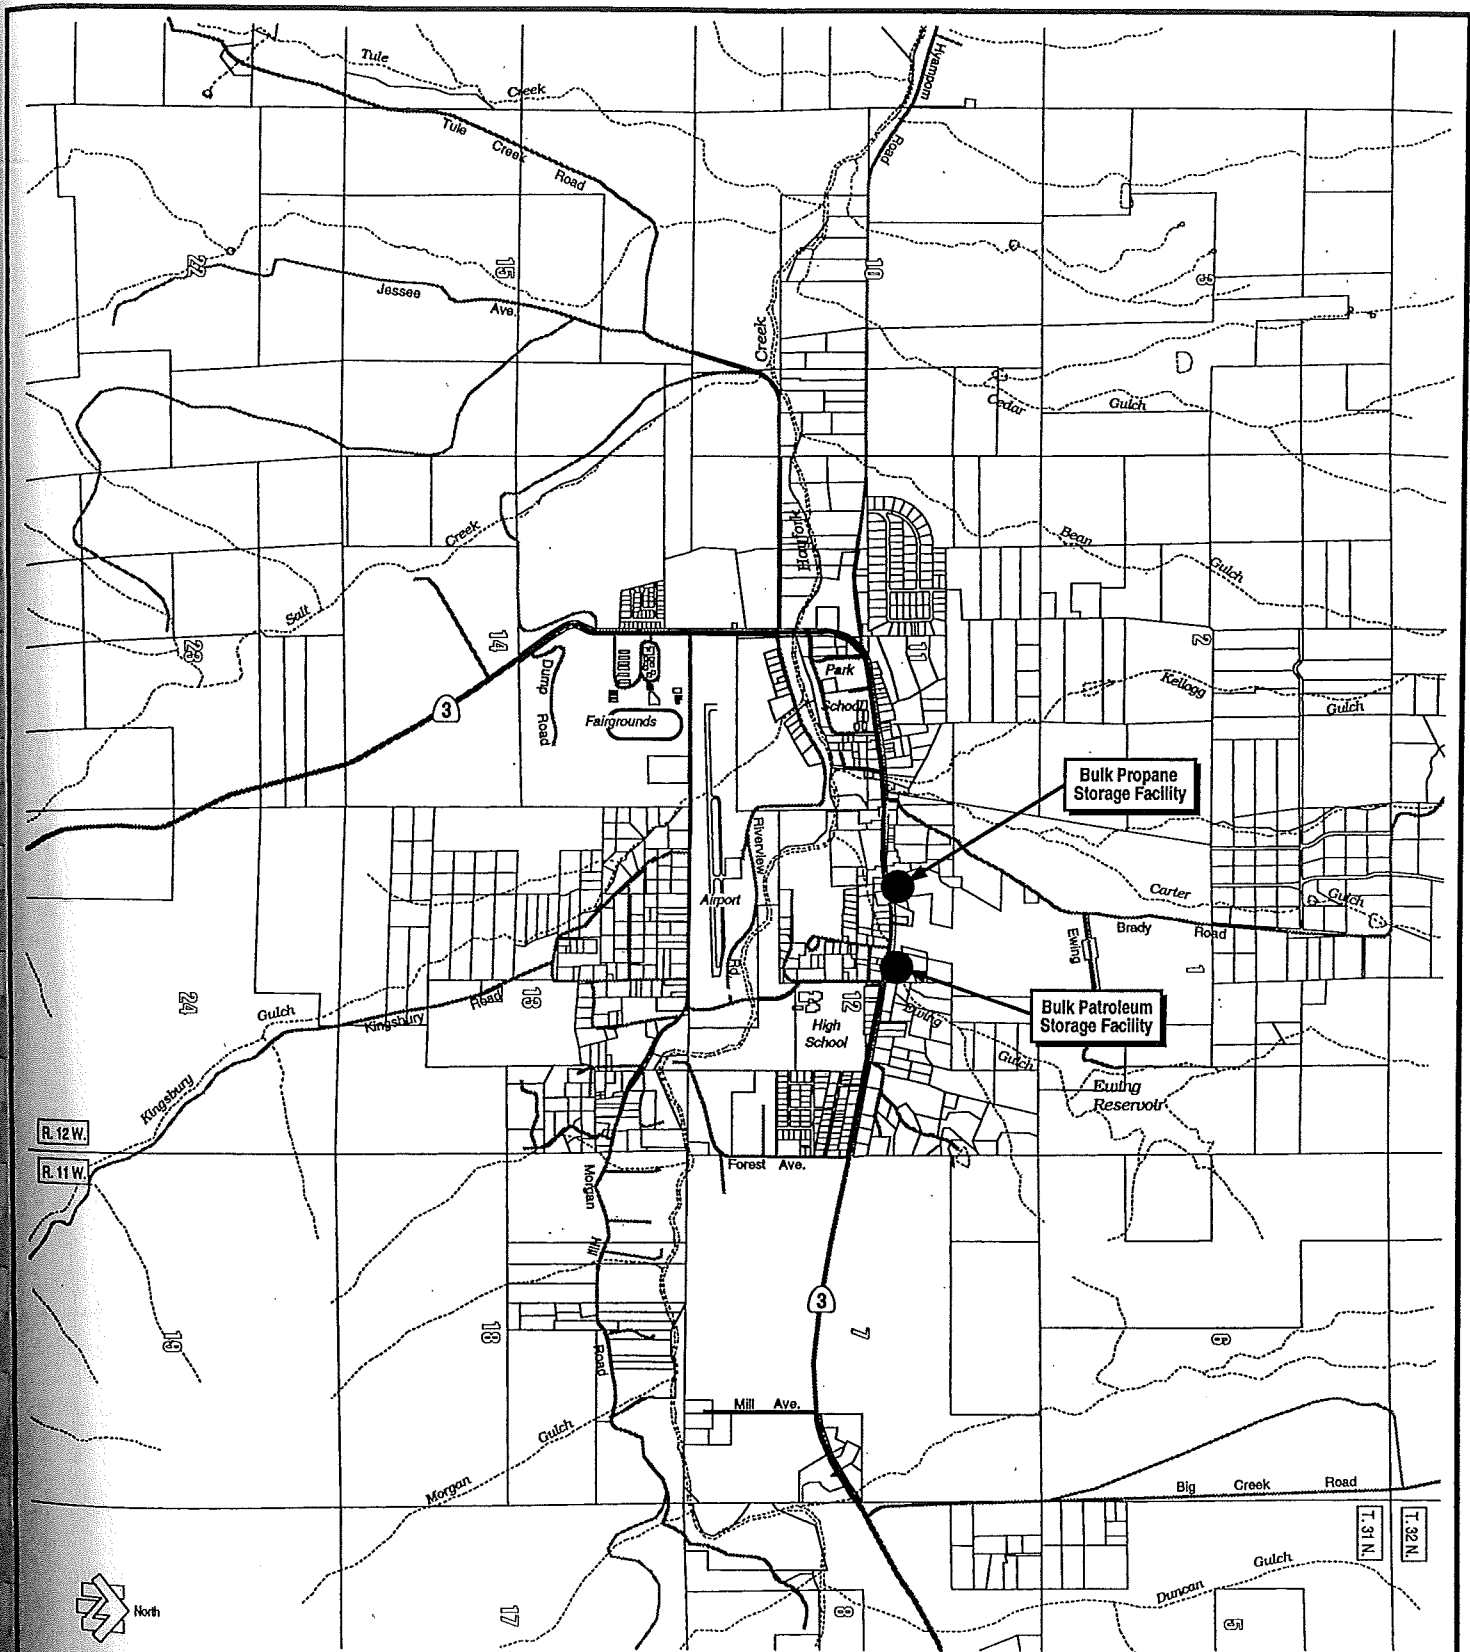 Tule
Creek
Hyampom
Road
Tule
Creek
Road
22
15
10
3
Jessee
Ave.
Creek
D
Cedar
Gulch
Hayfork
Creek
Bean
Gulch
Salt
23
14
11
2
Dump
Road
Park
School
Kellogg
Gulch
3
Fairgrounds
Bulk Propane
Storage Facility
Riverview
Rd.
Airport
Carter
Gulch
Brady
Road
Ewing
1
24
Gulch
Kingsbury
Road
13
12
High
School
Ewing
Gulch
Bulk Patroleum
Storage Facility
Ewing
Reservoir
Kingsbury
R. 12 W.
R. 11 W.
Forest Ave.
Morgan
Hill
Road
3
7
6
19
18
Mill Ave.
Gulch
Morgan
Big Creek Road
T. 31 N.
T. 32 N.
Gulch
Duncan
North
17
8
5